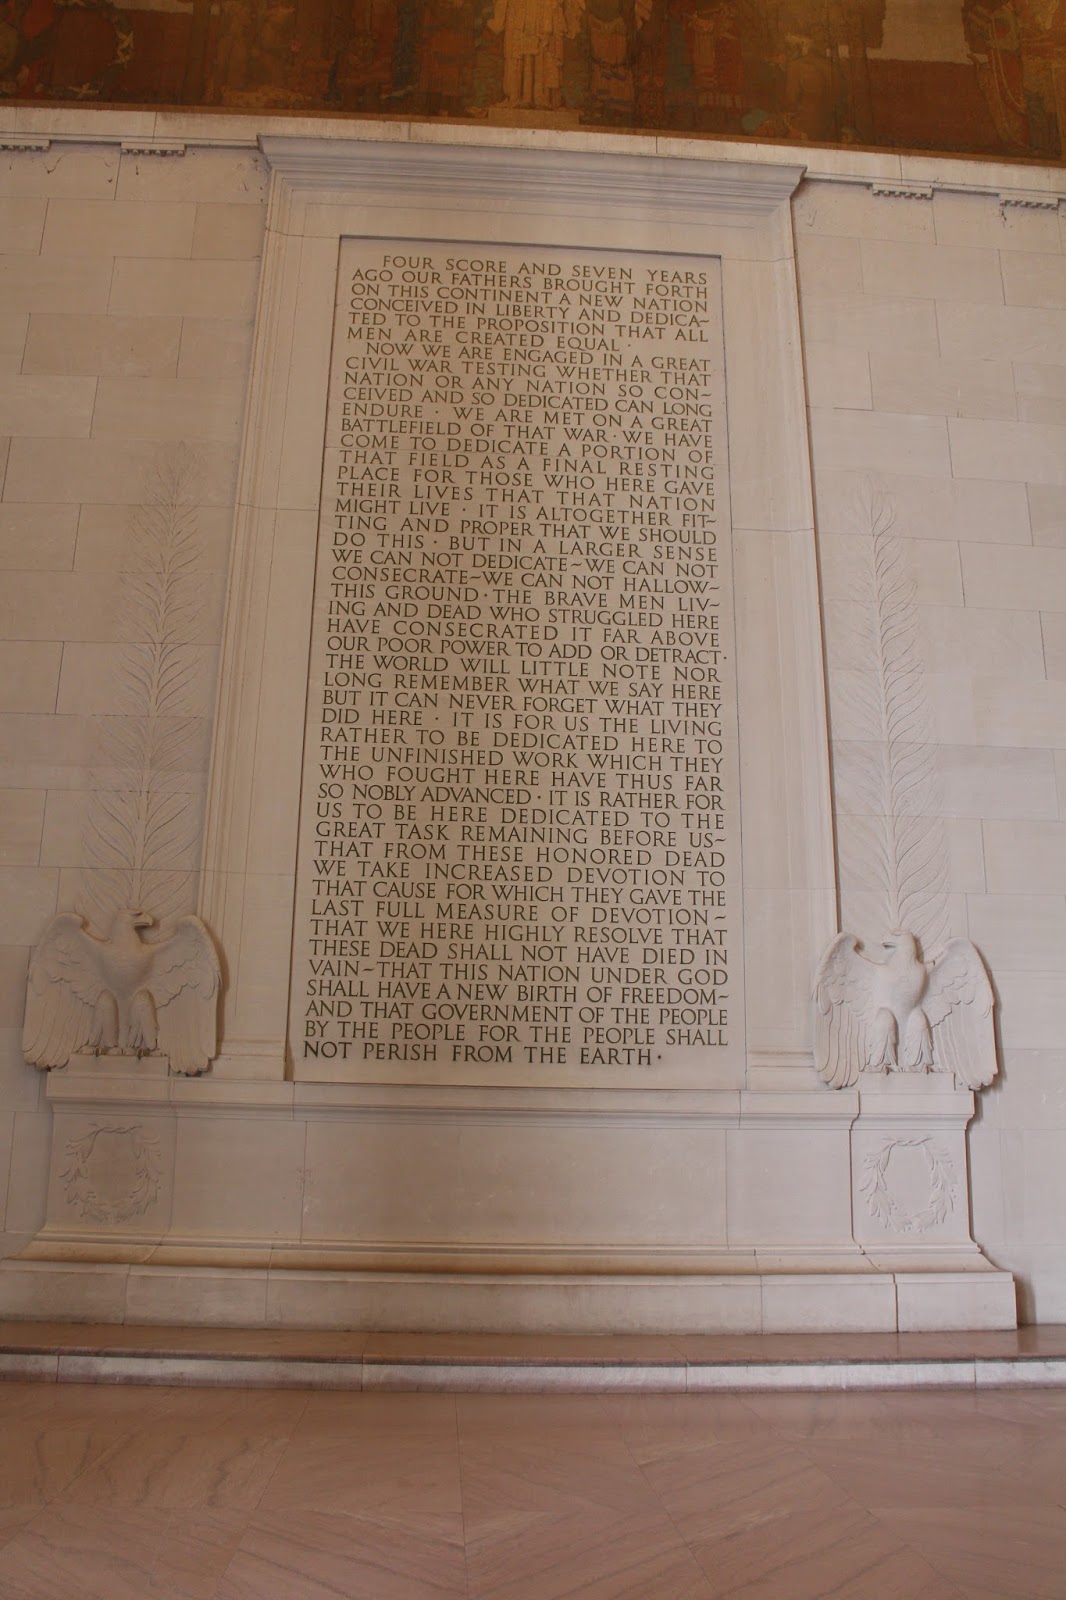 FOUR SCORE AND SEVEN YEARS
AGO OUR FATHERS BROUGHT FORTH
ON THIS CONTINENT A NEW NATION
CONCEIVED IN LIBERTY AND DEDICA~
TED TO THE PROPOSITION THAT ALL
MEN ARE CREATED EQUAL ·
NOW WE ARE ENGAGED IN A GREAT
CIVIL WAR TESTING WHETHER THAT
NATION OR ANY NATION SO CON~
CEIVED AND SO DEDICATED CAN LONG
ENDURE · WE ARE MET ON A GREAT
BATTLEFIELD OF THAT WAR · WE HAVE
COME TO DEDICATE A PORTION OF
THAT FIELD AS A FINAL RESTING
PLACE FOR THOSE WHO HERE GAVE
THEIR LIVES THAT THAT NATION
MIGHT LIVE · IT IS ALTOGETHER FIT~
TING AND PROPER THAT WE SHOULD
DO THIS · BUT IN A LARGER SENSE
WE CAN NOT DEDICATE~WE CAN NOT
CONSECRATE~WE CAN NOT HALLOW~
THIS GROUND · THE BRAVE MEN LIV~
ING AND DEAD WHO STRUGGLED HERE
HAVE CONSECRATED IT FAR ABOVE
OUR POOR POWER TO ADD OR DETRACT ·
THE WORLD WILL LITTLE NOTE NOR
LONG REMEMBER WHAT WE SAY HERE
BUT IT CAN NEVER FORGET WHAT THEY
DID HERE · IT IS FOR US THE LIVING
RATHER TO BE DEDICATED HERE TO
THE UNFINISHED WORK WHICH THEY
WHO FOUGHT HERE HAVE THUS FAR
SO NOBLY ADVANCED · IT IS RATHER FOR
US TO BE HERE DEDICATED TO THE
GREAT TASK REMAINING BEFORE US~
THAT FROM THESE HONORED DEAD
WE TAKE INCREASED DEVOTION TO
THAT CAUSE FOR WHICH THEY GAVE THE
LAST FULL MEASURE OF DEVOTION~
THAT WE HERE HIGHLY RESOLVE THAT
THESE DEAD SHALL NOT HAVE DIED IN
VAIN~THAT THIS NATION UNDER GOD
SHALL HAVE A NEW BIRTH OF FREEDOM~
AND THAT GOVERNMENT OF THE PEOPLE
BY THE PEOPLE FOR THE PEOPLE SHALL
NOT PERISH FROM THE EARTH ·